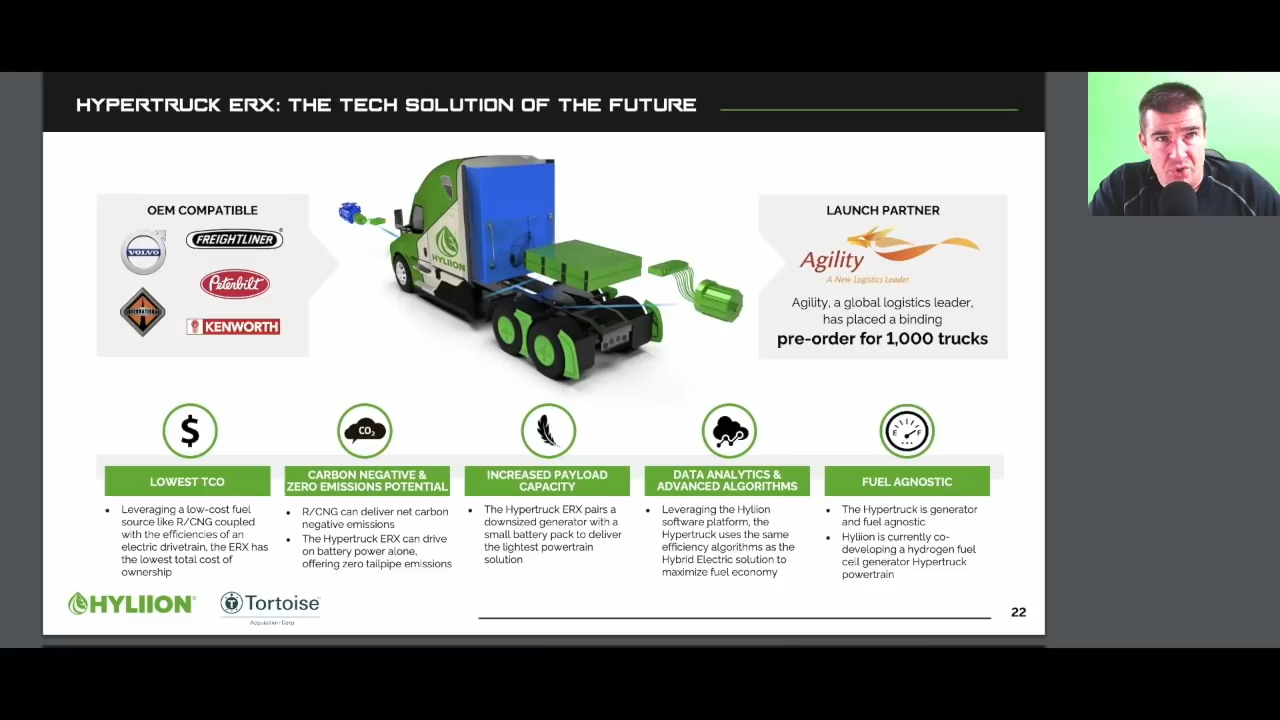 HYPERTRUCK ERX: THE TECH SOLUTION OF THE FUTURE
OEM COMPATIBLE
VOLVO
FREIGHTLINER
Peterbilt
INTERNATIONAL
KENWORTH
HYLIION
LAUNCH PARTNER
Agility
A New Logistics Leader
Agility, a global logistics leader,
has placed a binding
pre-order for 1,000 trucks
$
LOWEST TCO
• Leveraging a low-cost fuel
source like R/CNG coupled
with the efficiencies of an
electric drivetrain, the ERX has
the lowest total cost of
ownership
CO2
CARBON NEGATIVE &
ZERO EMISSIONS POTENTIAL
• R/CNG can deliver net carbon
negative emissions
• The Hypertruck ERX can drive
on battery power alone,
offering zero tailpipe emissions
INCREASED PAYLOAD
CAPACITY
• The Hypertruck ERX pairs a
downsized generator with a
small battery pack to deliver
the lightest powertrain
solution
DATA ANALYTICS &
ADVANCED ALGORITHMS
• Leveraging the Hyliion
software platform, the
Hypertruck uses the same
efficiency algorithms as the
Hybrid Electric solution to
maximize fuel economy
E F
FUEL AGNOSTIC
• The Hypertruck is generator
and fuel agnostic
• Hyliion is currently co-
developing a hydrogen fuel
cell generator Hypertruck
powertrain
HYLIION
Tortoise
Acquisition Corp
22